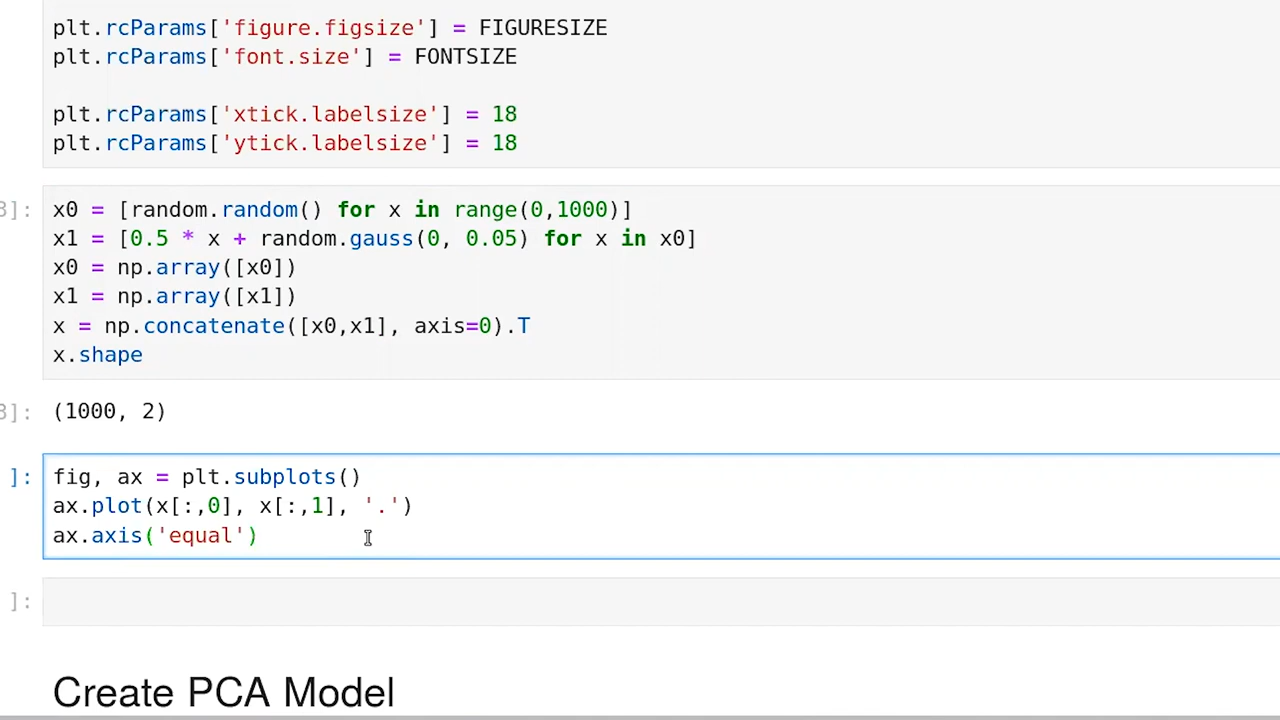 plt.rcParams['figure.figsize'] = FIGURESIZE
plt.rcParams['font.size'] = FONTSIZE
plt.rcParams['xtick.labelsize'] = 18
plt.rcParams['ytick.labelsize'] = 18
3]: x0 = [random.random() for x in range(0,1000)]
x1 = [0.5 * x + random.gauss(0, 0.05) for x in x0]
x0 = np.array([x0])
x1 = np.array([x1])
x = np.concatenate([x0,x1], axis=0).T
x.shape
3]: (1000, 2)
]: fig, ax = plt.subplots()
ax.plot(x[:,0], x[:,1], '.')
ax.axis('equal')
]:
Create PCA Model